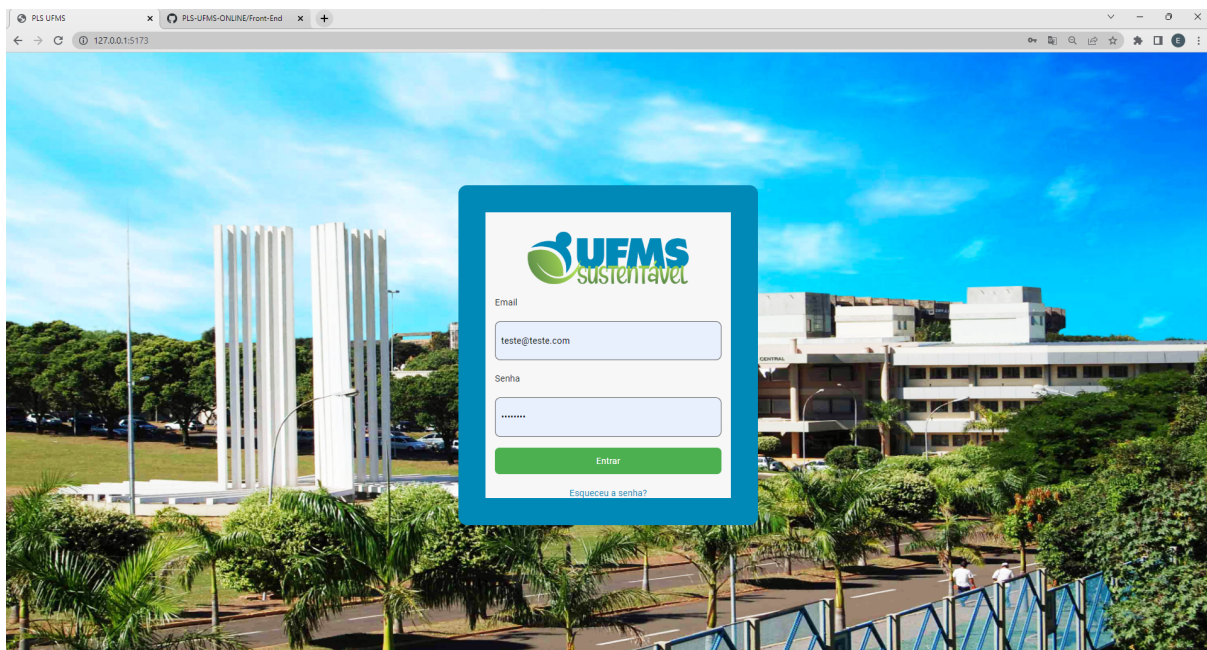 PLS UFMS
PLS-UFMS-ONLINE/Front-End
127.0.0.1:5173
E
UFMS
sustentável
Email
teste@teste.com
Senha
Entrar
Esqueceu a senha?
CENTRAL